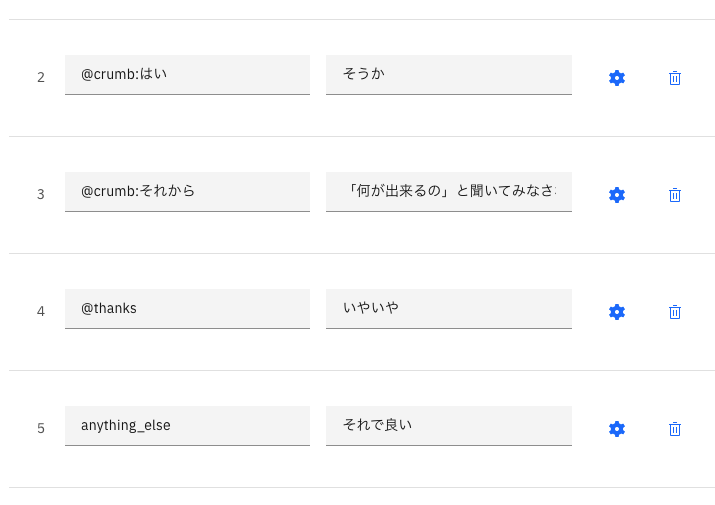 2 @crumb:はい そうか
3 @crumb:それから 「何が出来るの」と聞いてみなさ
4 @thanks いやいや
5 anything_else それで良い